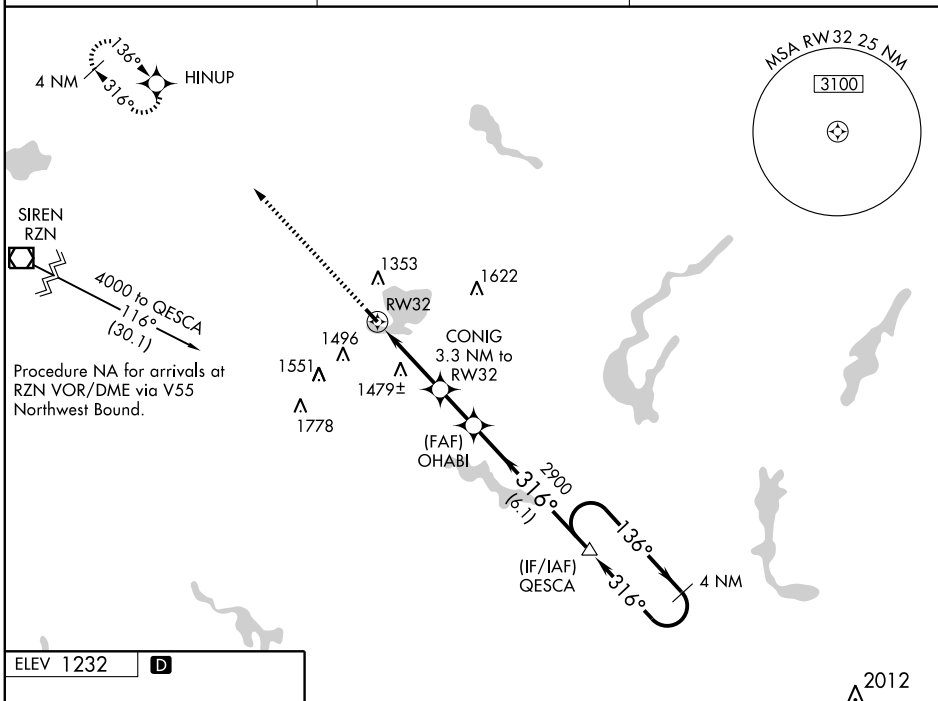 136°
4 NM
316°
HINUP
MSA RW 32 25 NM
3100
SIREN
RZN
4000 to QESCA
116°
(30.1)
Procedure NA for arrivals at
RZN VOR/DME via V55
Northwest Bound.
1353
1622
RW32
1496
1551
1479±
1778
CONIG
3.3 NM to
RW32
(FAF)
OHABI
2900
316°
(6.1)
136°
4 NM
316°
(IF/IAF)
QESCA
ELEV 1232
D
2012